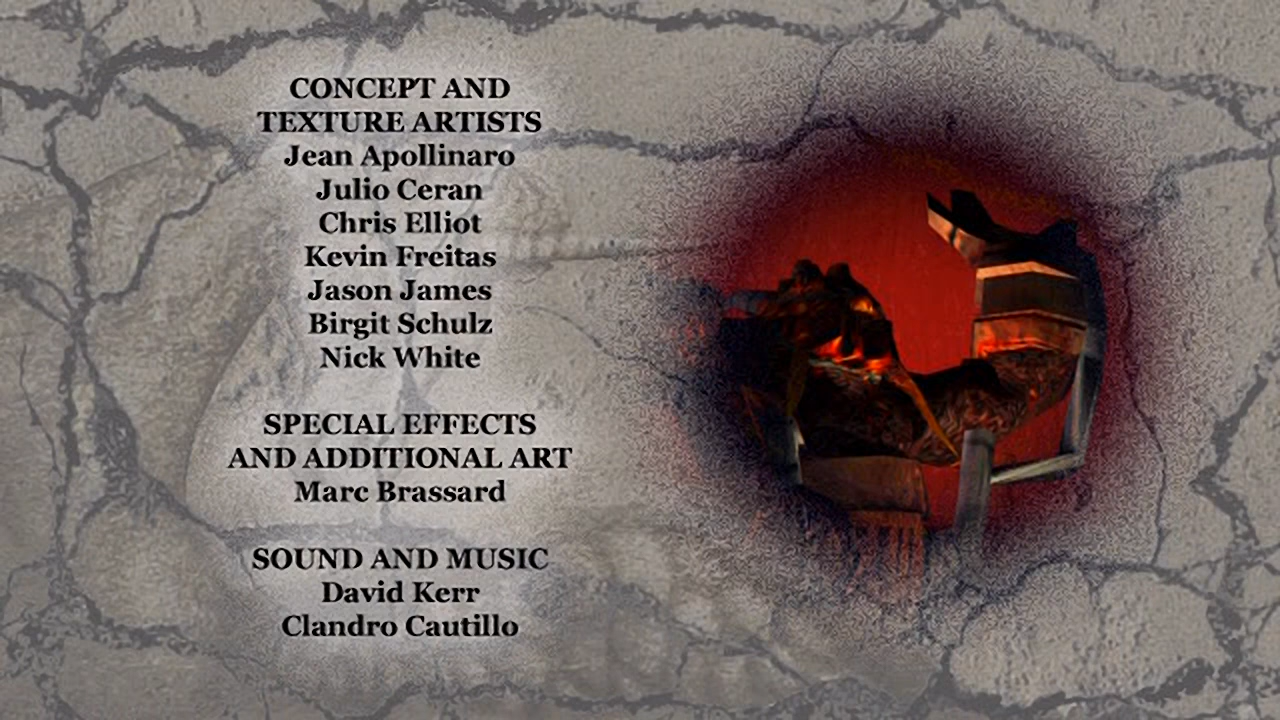 CONCEPT AND
TEXTURE ARTISTS
Jean Apollinaro
Julio Ceran
Chris Elliot
Kevin Freitas
Jason James
Birgit Schulz
Nick White
SPECIAL EFFECTS
AND ADDITIONAL ART
Marc Brassard
SOUND AND MUSIC
David Kerr
Clandro Cautillo